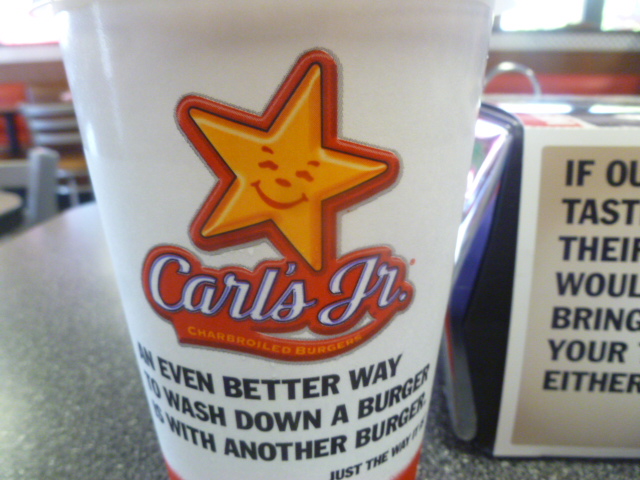 Carl's Jr.
CHARBROILED BURGERS
AN EVEN BETTER WAY
TO WASH DOWN A BURGER
IS WITH ANOTHER BURGER.
JUST THE WAY IT
IF OU
TAST
THEIR
WOUL
BRING
YOUR
EITHER